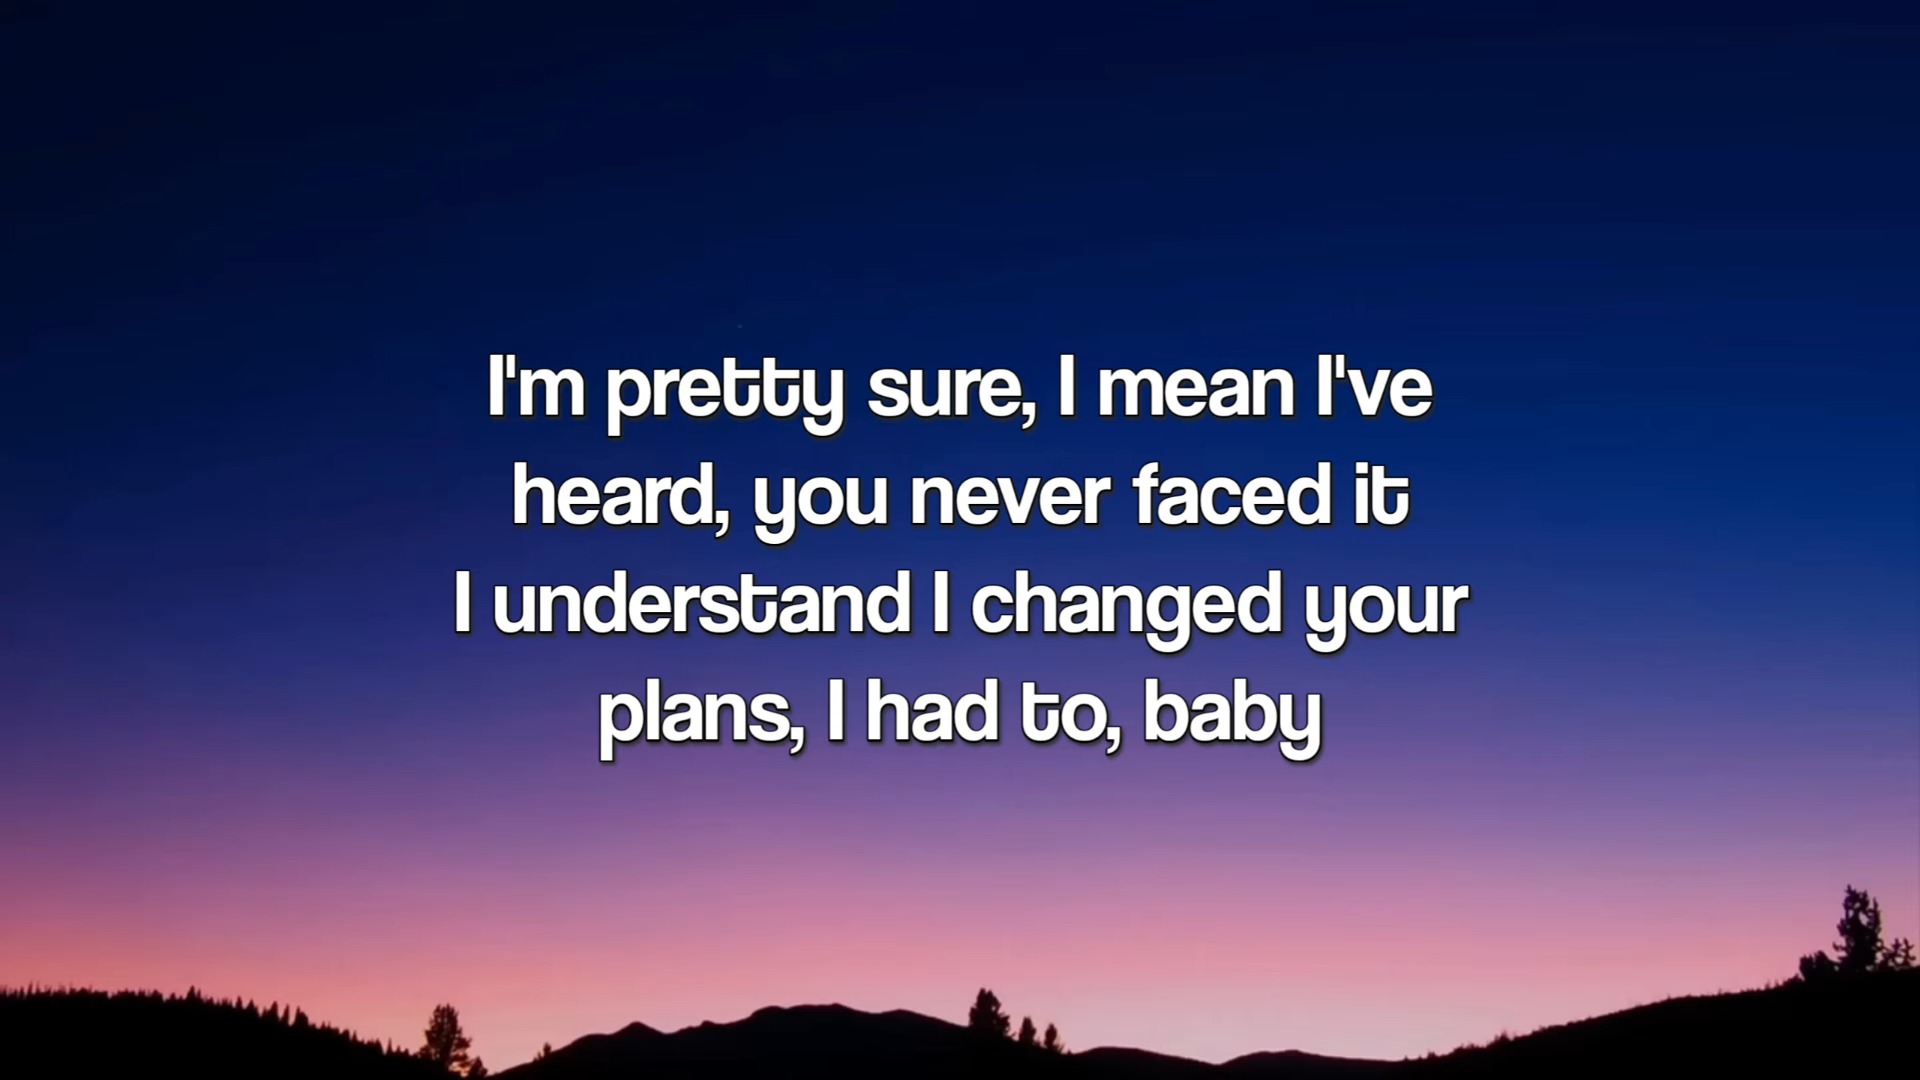 I'm pretty sure, I mean I've
heard, you never faced it
I understand I changed your
plans, I had to, baby